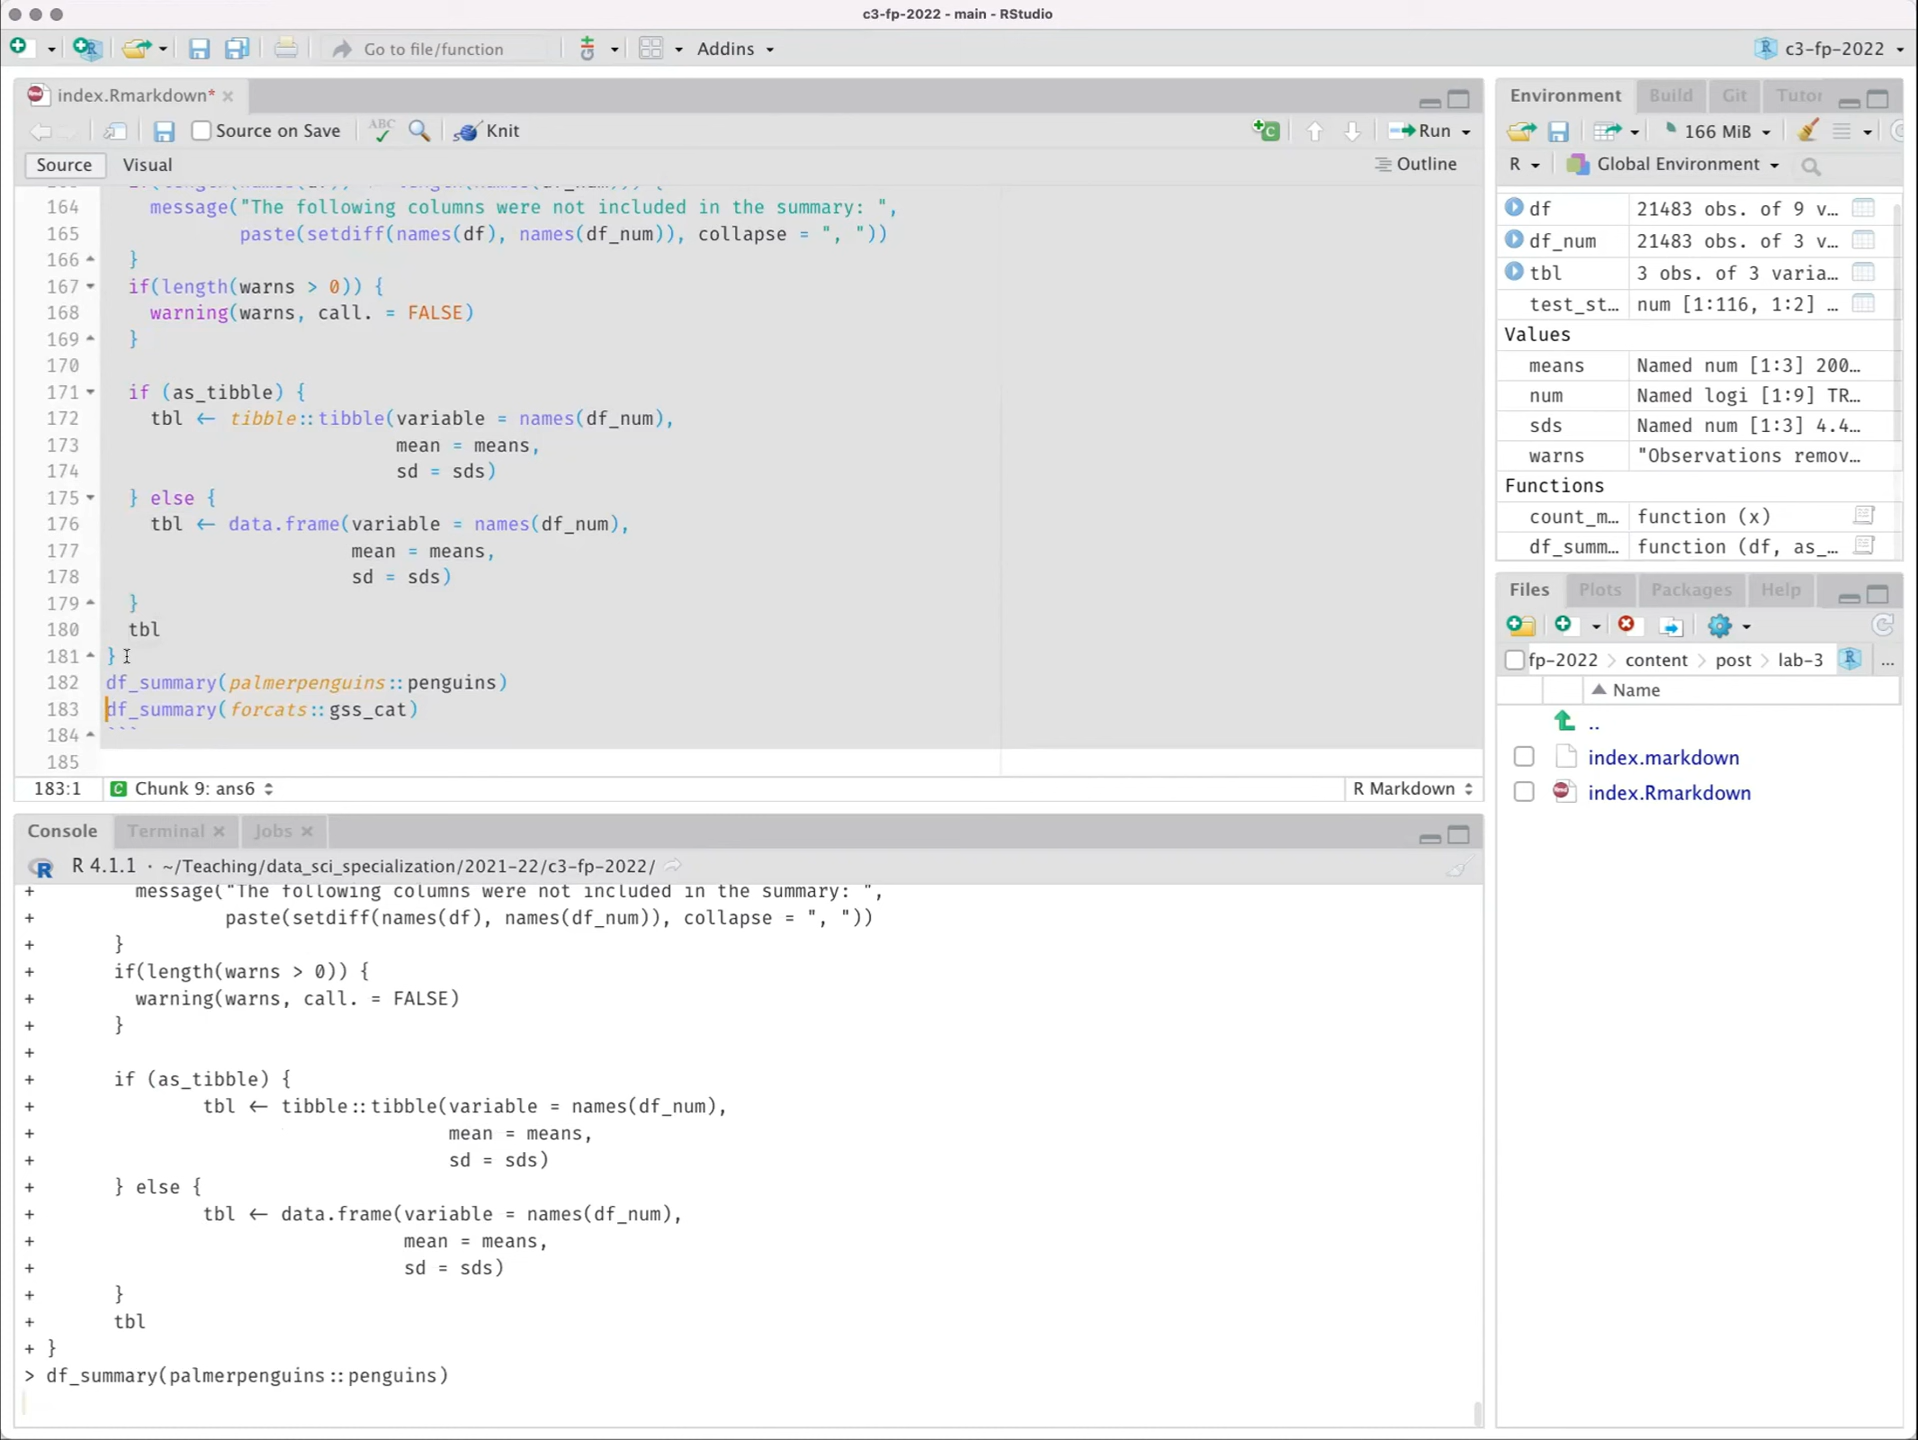 c3-fp-2022 - main - RStudio
Go to file/function
Addins
c3-fp-2022
index.Rmarkdown*
Source on Save
ABC
Knit
Run
Source
Visual
Outline
164 message("The following columns were not included in the summary: ",
165 paste(setdiff(names(df), names(df_num)), collapse = ", "))
166 }
167 if(length(warns > 0)) {
168 warning(warns, call. = FALSE)
169 }
170
171 if (as_tibble) {
172 tbl <- tibble::tibble(variable = names(df_num),
173 mean = means,
174 sd = sds)
175 } else {
176 tbl <- data.frame(variable = names(df_num),
177 mean = means,
178 sd = sds)
179 }
180 tbl
181 }
182 df_summary(palmerpenguins::penguins)
183 df_summary(forcats::gss_cat)
184 ```
185
183:1
Chunk 9: ans6
R Markdown
Console
Terminal
Jobs
R 4.1.1 · ~/Teaching/data_sci_specialization/2021-22/c3-fp-2022/
+ message("The following columns were not included in the summary: ",
+ paste(setdiff(names(df), names(df_num)), collapse = ", "))
+ }
+ if(length(warns > 0)) {
+ warning(warns, call. = FALSE)
+ }
+
+ if (as_tibble) {
+ tbl <- tibble::tibble(variable = names(df_num),
+ mean = means,
+ sd = sds)
+ } else {
+ tbl <- data.frame(variable = names(df_num),
+ mean = means,
+ sd = sds)
+ }
+ tbl
+ }
> df_summary(palmerpenguins::penguins)
Environment
Build
Git
Tutor
166 MiB
R
Global Environment
df 21483 obs. of 9 v…
df_num 21483 obs. of 3 v…
tbl 3 obs. of 3 varia…
test_st… num [1:116, 1:2] …
Values
means Named num [1:3] 200…
num Named logi [1:9] TR…
sds Named num [1:3] 4.4…
warns "Observations remov…
Functions
count_m… function (x)
df_summ… function (df, as_…
Files
Plots
Packages
Help
fp-2022 > content > post > lab-3
...
Name
..
index.markdown
index.Rmarkdown